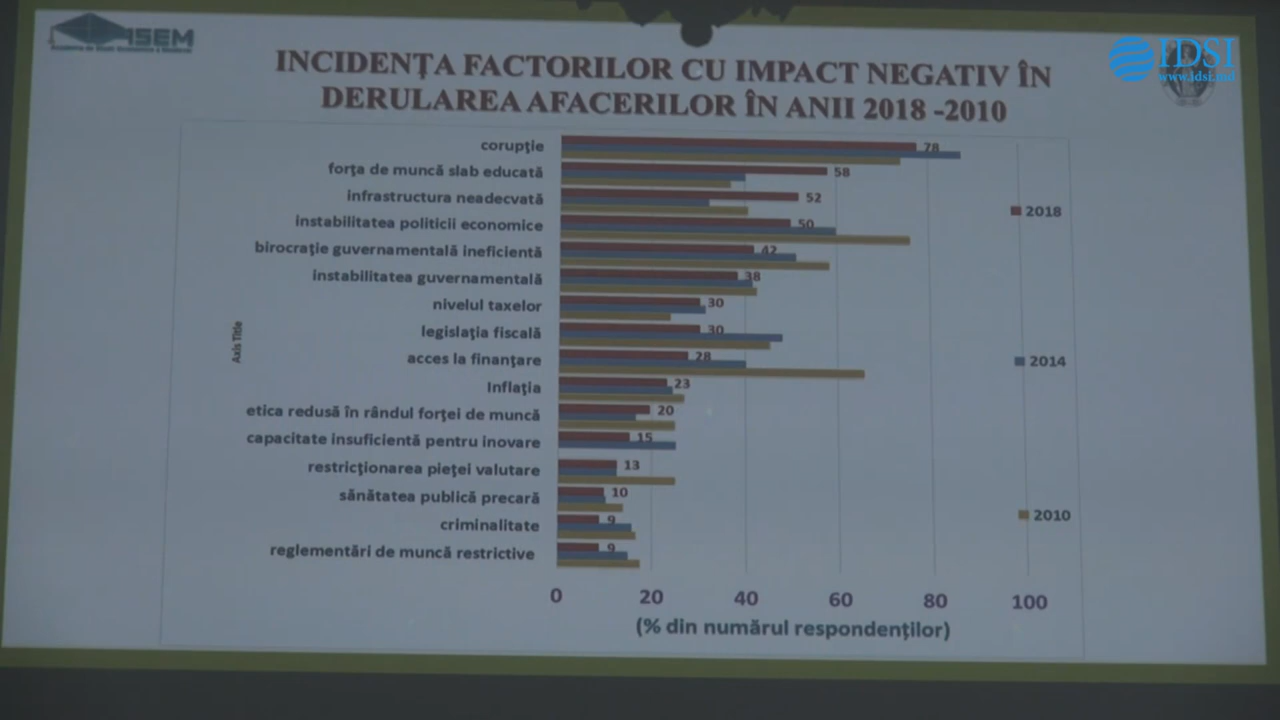 ASEM
IDSI
www.idsi.md
INCIDENȚA FACTORILOR CU IMPACT NEGATIV ÎN
DERULAREA AFACERILOR ÎN ANII 2018 -2010
corupţie 78
forţa de muncă slab educată 58
infrastructura neadecvată 52
instabilitatea politicii economice 50
birocraţie guvernamentală ineficientă 42
instabilitatea guvernamentală 38
nivelul taxelor 30
legislaţia fiscală 30
acces la finanţare 28
Inflaţia 23
etica redusă în rândul forţei de muncă 20
capacitate insuficientă pentru inovare 15
restricţionarea pieţei valutare 13
sănătatea publică precară 10
criminalitate 9
reglementări de muncă restrictive 9
Axis Title
2018
2014
2010
0 20 40 60 80 100
(% din numărul respondenților)